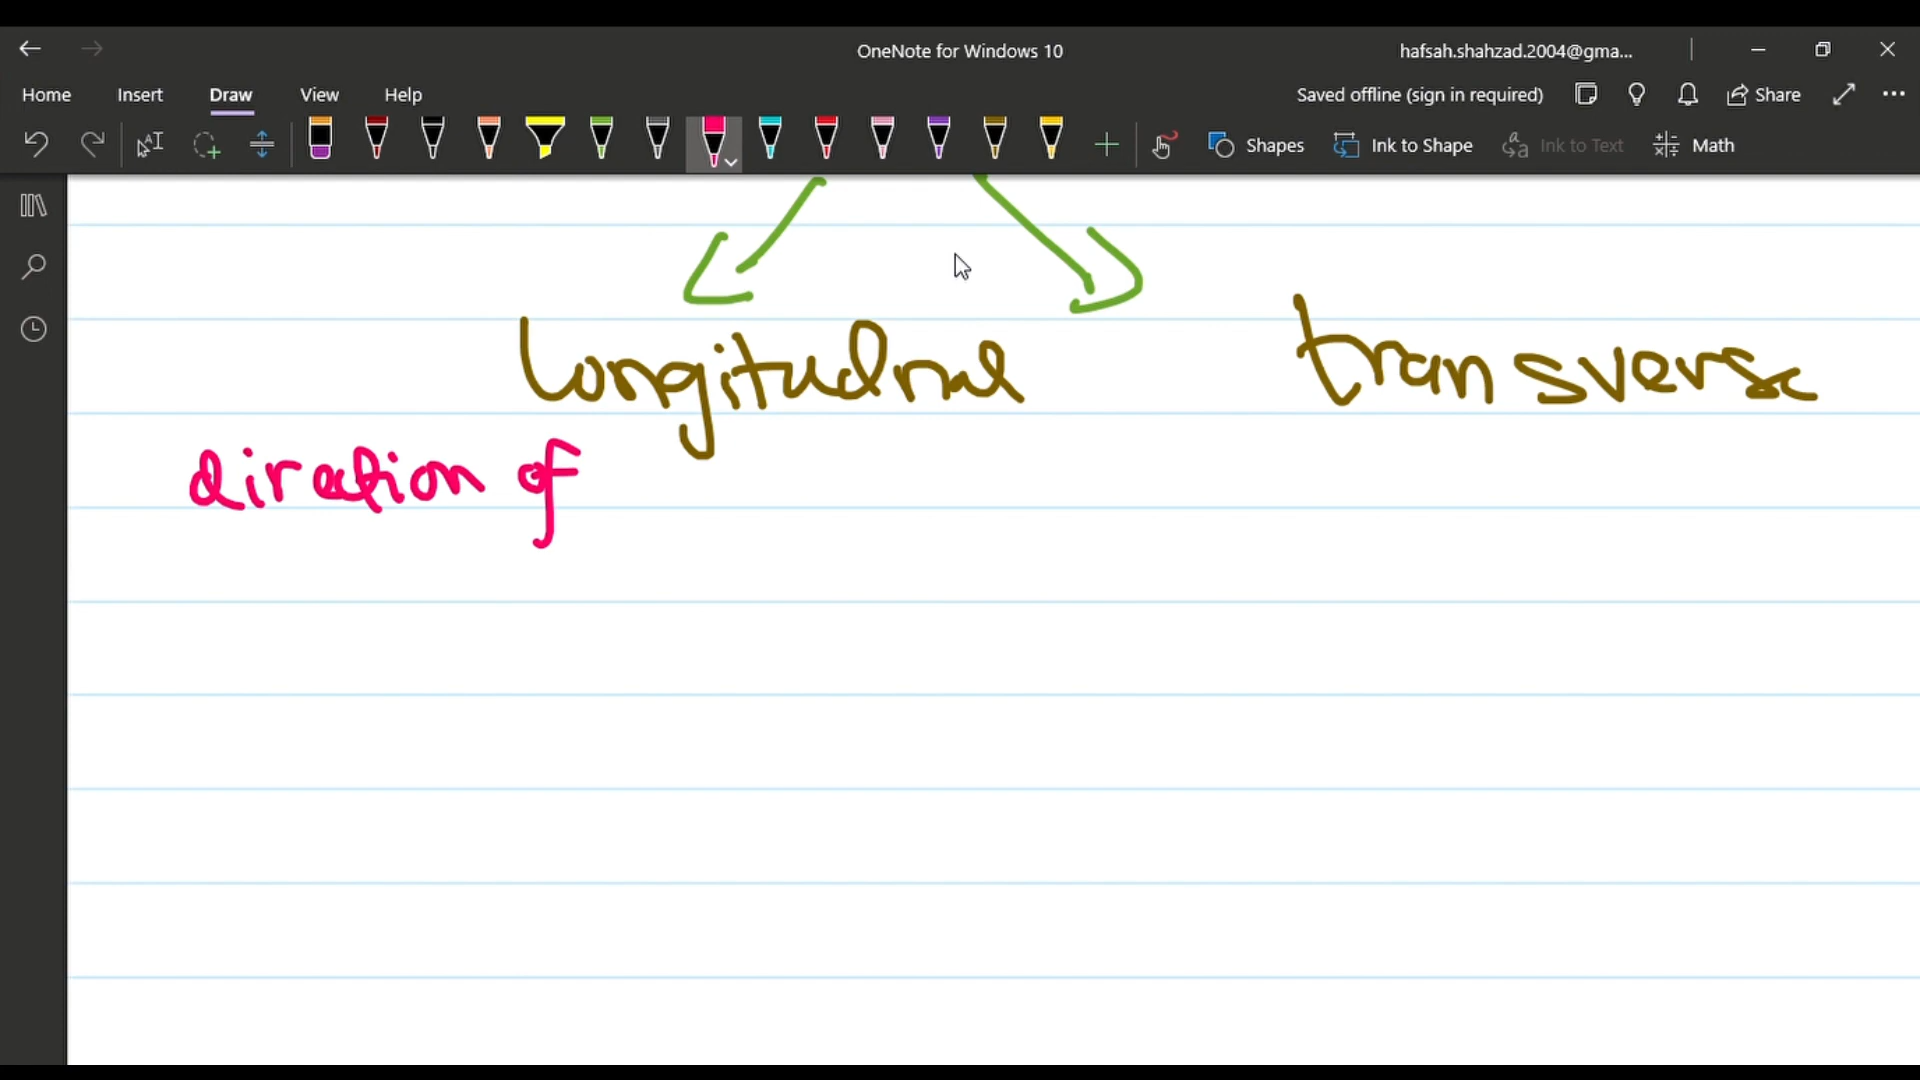 OneNote for Windows 10
hafsah.shahzad.2004@gma...
Home Insert Draw View Help
Saved offline (sign in required) Share
Shapes Ink to Shape Ink to Text Math
longitudnal transverse
direction of